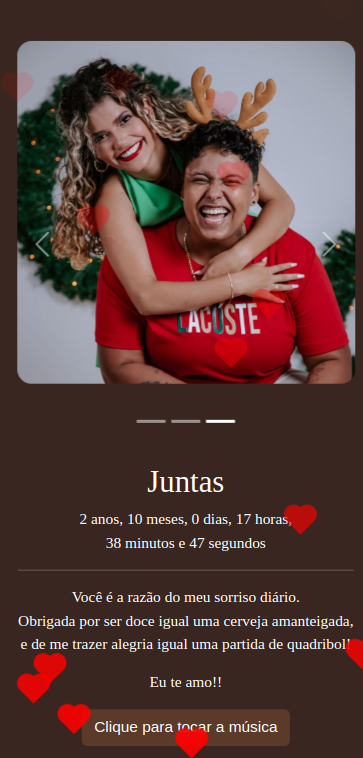 LACOSTE
Juntas
2 anos, 10 meses, 0 dias, 17 horas,
38 minutos e 47 segundos
Você é a razão do meu sorriso diário.
Obrigada por ser doce igual uma cerveja amanteigada,
e de me trazer alegria igual uma partida de quadribol!
Eu te amo!!
Clique para tocar a música